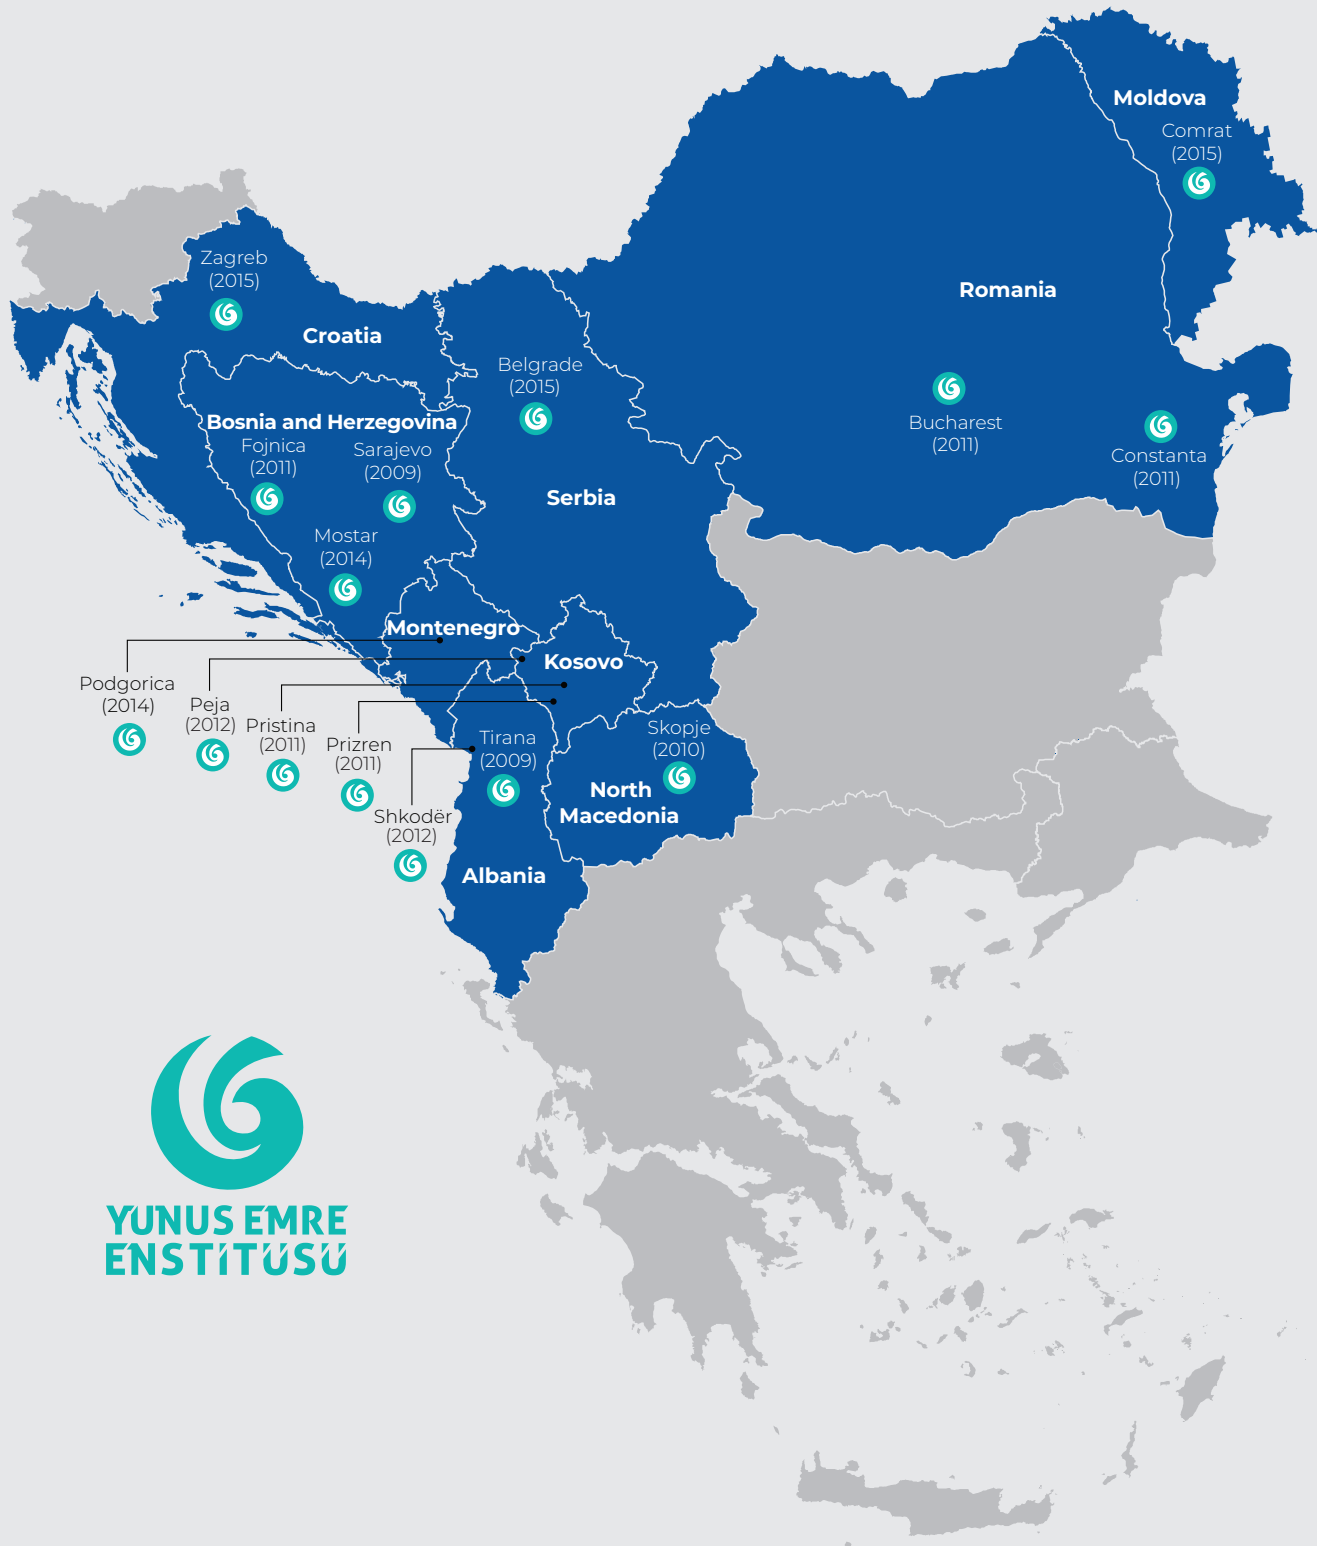 Moldova
Comrat
(2015)
Zagreb
(2015)
Romania
Croatia
Belgrade
(2015)
Bosnia and Herzegovina
Fojnica
(2011)
Sarajevo
(2009)
Bucharest
(2011)
Constanta
(2011)
Serbia
Mostar
(2014)
Montenegro
Kosovo
Podgorica
(2014)
Peja
(2012)
Pristina
(2011)
Prizren
(2011)
Skopje
(2010)
Tirana
(2009)
North
Macedonia
Shkodër
(2012)
Albania
YUNUS EMRE
ENSTİTÜSÜ